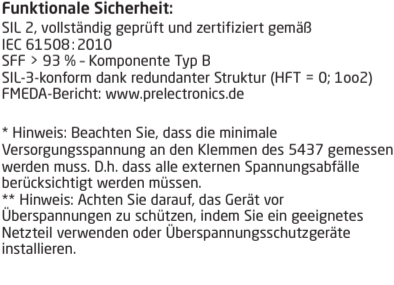 Funktionale Sicherheit:
SIL 2, vollständig geprüft und zertifiziert gemäß
IEC 61508:2010
SFF > 93 % – Komponente Typ B
SIL-3-konform dank redundanter Struktur (HFT = 0; 1oo2)
FMEDA-Bericht: www.prelectronics.de
* Hinweis: Beachten Sie, dass die minimale
Versorgungsspannung an den Klemmen des 5437 gemessen
werden muss. D.h. dass alle externen Spannungsabfälle
berücksichtigt werden müssen.
** Hinweis: Achten Sie darauf, das Gerät vor
Überspannungen zu schützen, indem Sie ein geeignetes
Netzteil verwenden oder Überspannungsschutzgeräte
installieren.